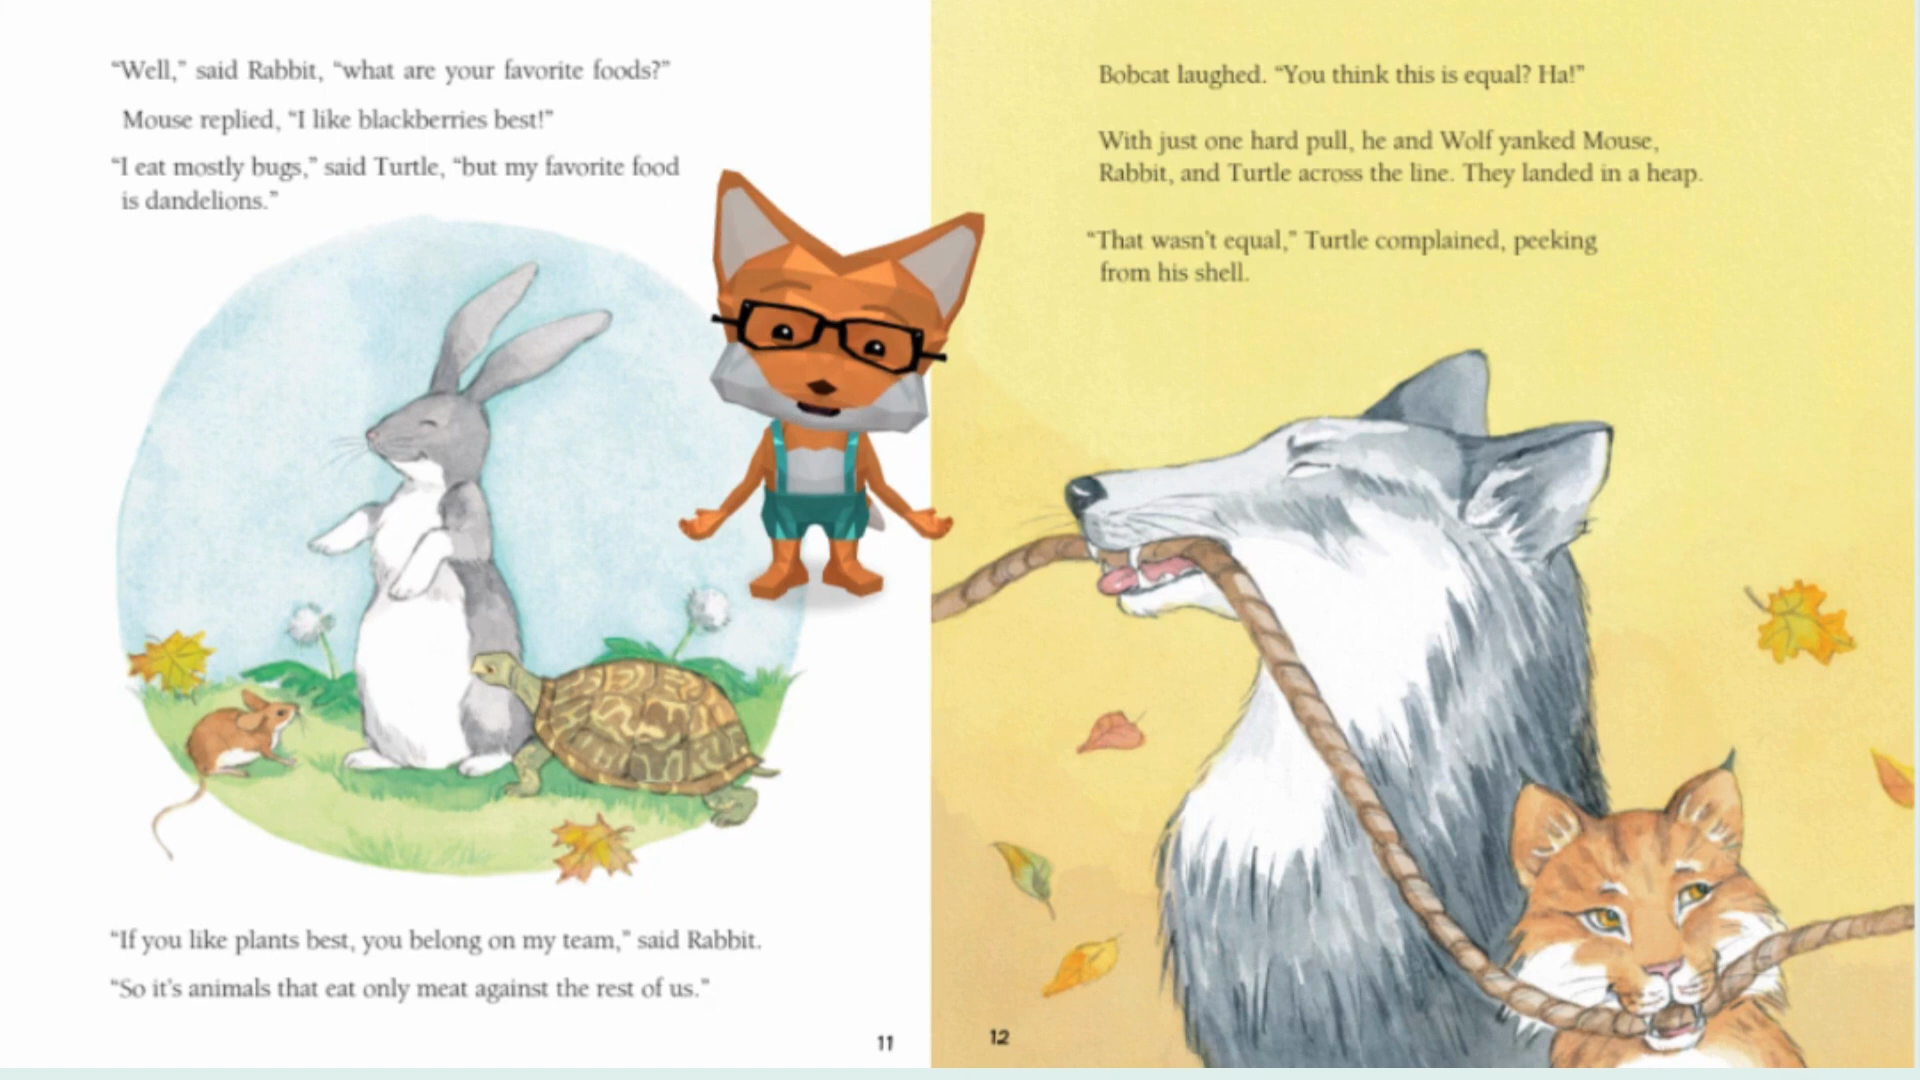 “Well,” said Rabbit, “what are your favorite foods?”
Mouse replied, “I like blackberries best!”
“I eat mostly bugs,” said Turtle, “but my favorite food
is dandelions.”
“If you like plants best, you belong on my team,” said Rabbit.
“So it’s animals that eat only meat against the rest of us.”
11
Bobcat laughed. “You think this is equal? Ha!”
With just one hard pull, he and Wolf yanked Mouse,
Rabbit, and Turtle across the line. They landed in a heap.
“That wasn’t equal,” Turtle complained, peeking
from his shell.
12